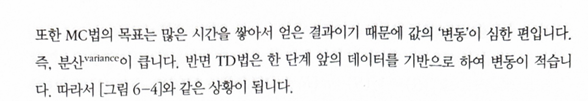 또한 MC법의 목표는 많은 시간을 쌓아서 얻은 결과이기 때문에 값의 '변동'이 심한 편입니다.
즉, 분산variance이 큽니다. 반면 TD법은 한 단계 앞의 데이터를 기반으로 하여 변동이 적습니
다. 따라서 [그림 6-4]와 같은 상황이 됩니다.